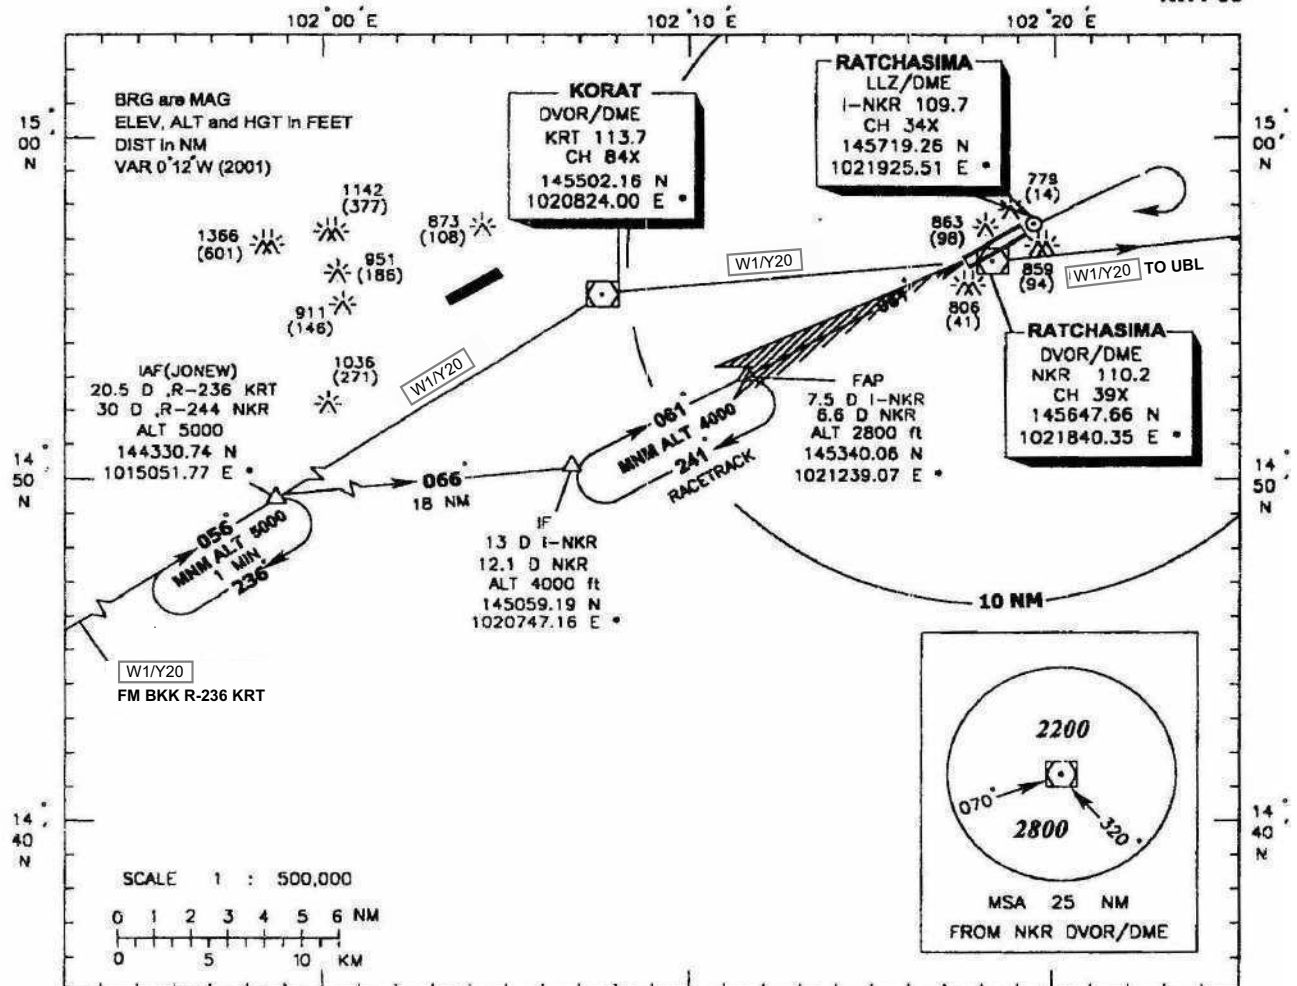 102°00'E
102°10'E
102°20'E
BRG are MAG
ELEV, ALT and HGT in FEET
DIST in NM
VAR 0°12'W (2001)
15°
00'
N
KORAT
DVOR/DME
KRT 113.7
CH 84X
145502.16 N
1020824.00 E *
RATCHASIMA
LLZ/DME
I-NKR 109.7
CH 34X
145719.26 N
1021925.51 E *
15°
00'
N
1142
(377)
1366
(601)
951
(186)
911
(146)
1036
(271)
873
(108)
779
(14)
863
(98)
859
(94)
806
(41)
W1/Y20
W1/Y20
W1/Y20 TO UBL
RATCHASIMA
DVOR/DME
NKR 110.2
CH 39X
145647.66 N
1021840.35 E *
IAF(JONEW)
20.5 D ,R-236 KRT
30 D ,R-244 NKR
ALT 5000
144330.74 N
1015051.77 E *
FAP
7.5 D I-NKR
6.6 D NKR
ALT 2800 ft
145340.06 N
1021239.07 E *
061°
MNM ALT 4000
241°
RACETRACK
14°
50'
N
14°
50'
N
066°
18 NM
IF
13 D I-NKR
12.1 D NKR
ALT 4000 ft
145059.19 N
1020747.16 E *
056°
MNM ALT 5000
1 MIN
236°
10 NM
W1/Y20
FM BKK R-236 KRT
2200
070°
2800
320°
MSA 25 NM
FROM NKR DVOR/DME
14°
40'
N
14°
40'
N
SCALE 1 : 500,000
0 1 2 3 4 5 6 NM
0 5 10 KM